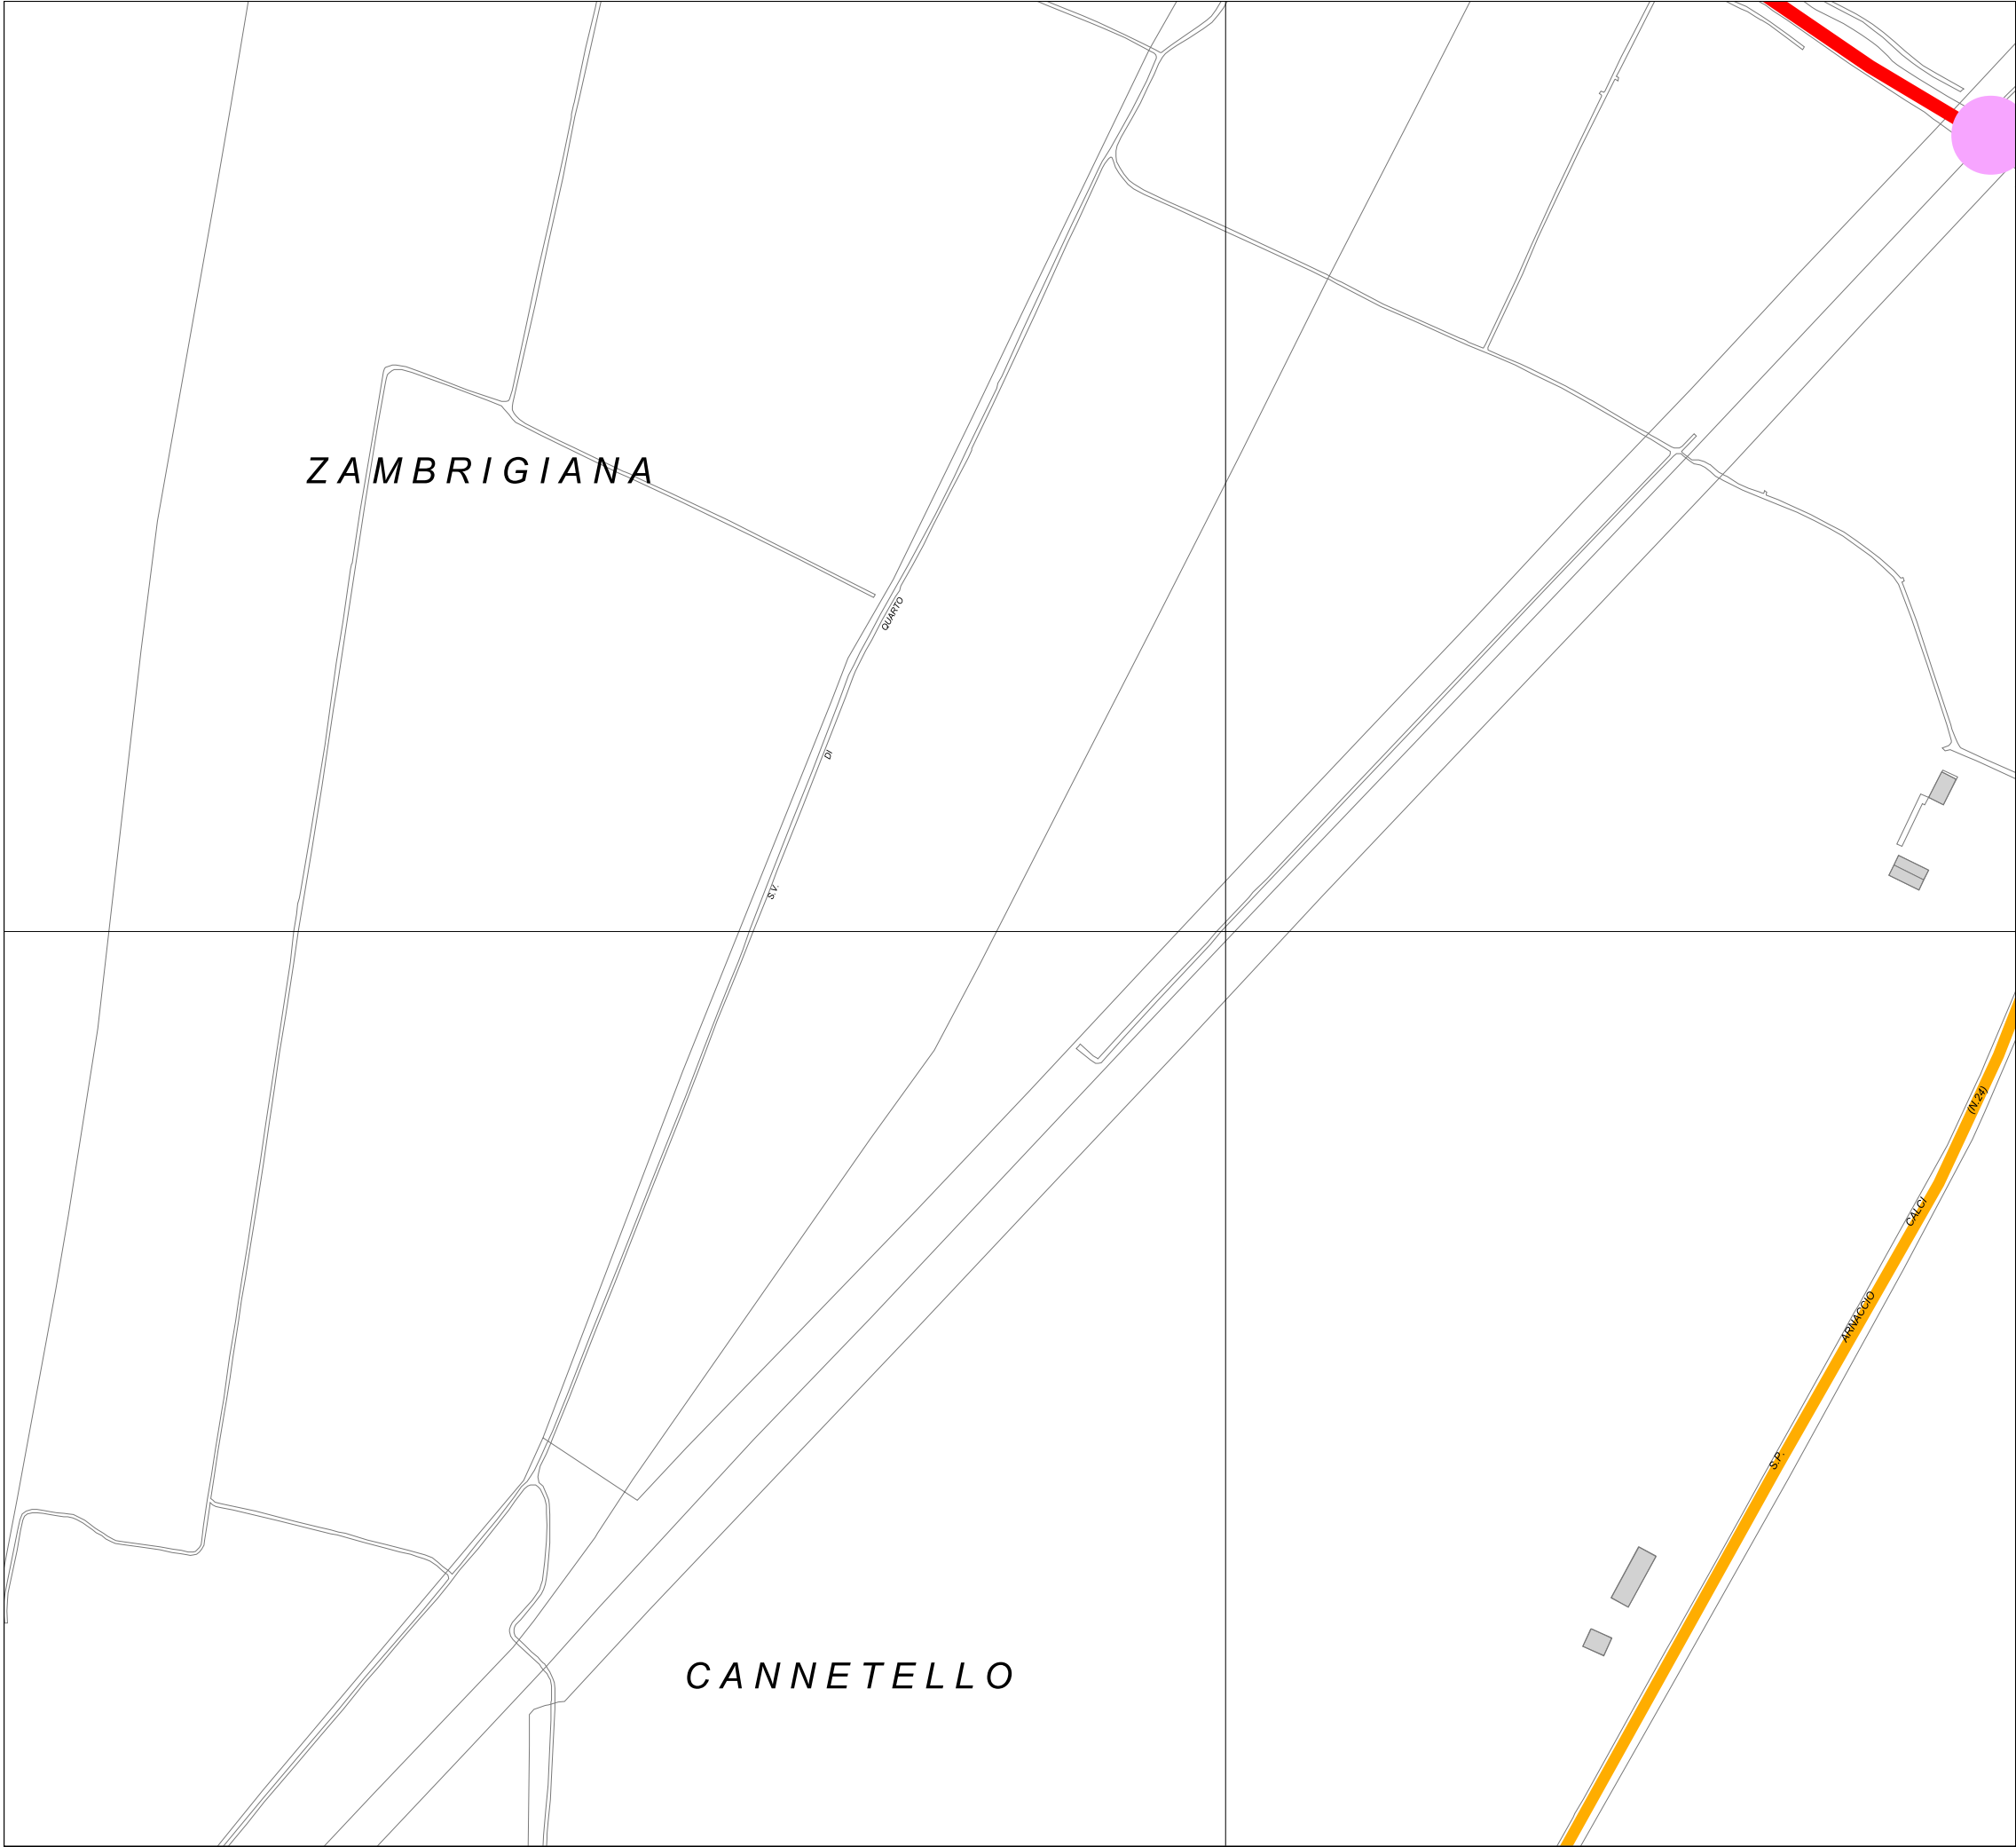 ZAMBRIGIANA
S.V. DI QUARTO
S.P. ARNACCIO CALCI (N.24)
CANNETELLO